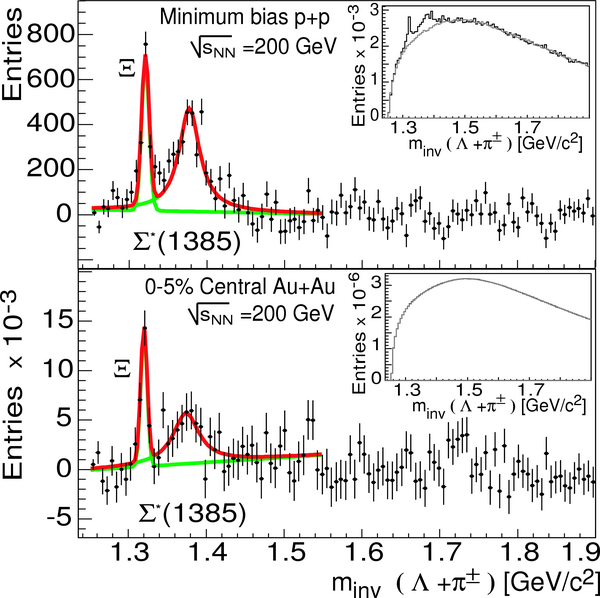 Minimum bias p+p
√sNN =200 GeV
Entries
800
600
400
200
0
Ξ
Σ*(1385)
Entries x 10-3
3
2
1
0
1.3 1.5 1.7
minv ( Λ +π± ) [GeV/c2]
0-5% Central Au+Au
√sNN =200 GeV
Entries x 10-3
15
10
5
0
-5
Ξ
Σ*(1385)
Entries x 10-6
3
2
1
0
1.3 1.5 1.7
minv ( Λ +π± ) [GeV/c2]
1.3 1.4 1.5 1.6 1.7 1.8 1.9
minv ( Λ +π± ) [GeV/c2]